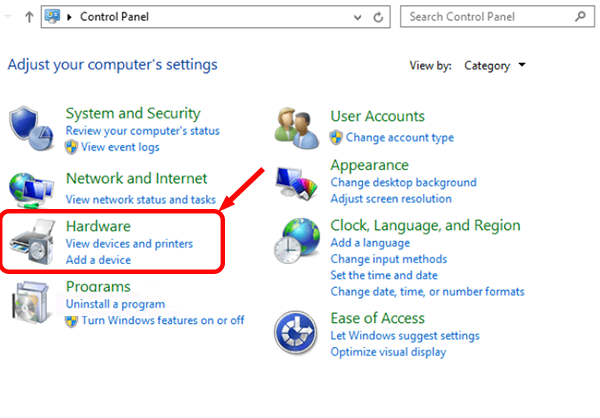 Control Panel
Search Control Panel
Adjust your computer's settings
View by: Category
System and Security
Review your computer's status
View event logs
Network and Internet
View network status and tasks
Hardware
View devices and printers
Add a device
Programs
Uninstall a program
Turn Windows features on or off
User Accounts
Change account type
Appearance
Change desktop background
Adjust screen resolution
Clock, Language, and Region
Add a language
Change input methods
Set the time and date
Change date, time, or number formats
Ease of Access
Let Windows suggest settings
Optimize visual display